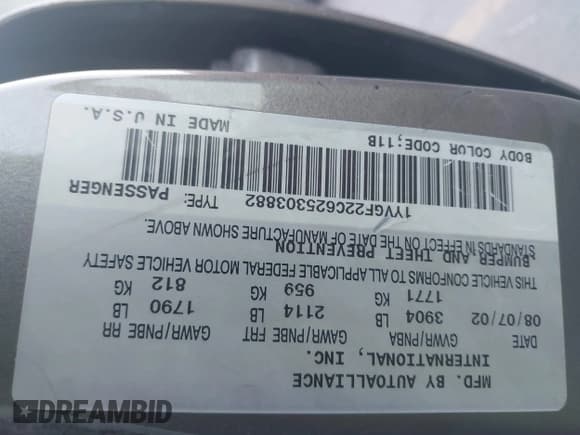 MFD. BY AUTOALLIANCE
INTERNATIONAL, INC.
DATE GVWR/PNBA GAWR/PNBE FRT GAWR/PNBE RR
08/07/02 3904 LB 2114 LB 1790 LB
1771 KG 959 KG 812 KG
THIS VEHICLE CONFORMS TO ALL APPLICABLE FEDERAL MOTOR VEHICLE SAFETY
BUMPER, AND THEFT PREVENTION
STANDARDS IN EFFECT ON THE DATE OF MANUFACTURE SHOWN ABOVE.
1YVGF22C625303882 TYPE: PASSENGER
BODY COLOR CODE;11B MADE IN U.S.A.
DREAMBID